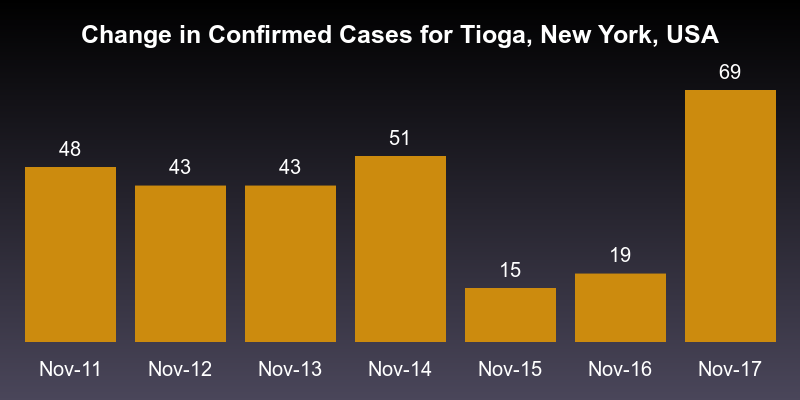 Change in Confirmed Cases for Tioga, New York, USA
69
51
48
43
43
19
15
Nov-11
Nov-12
Nov-13
Nov-14
Nov-15
Nov-16
Nov-17